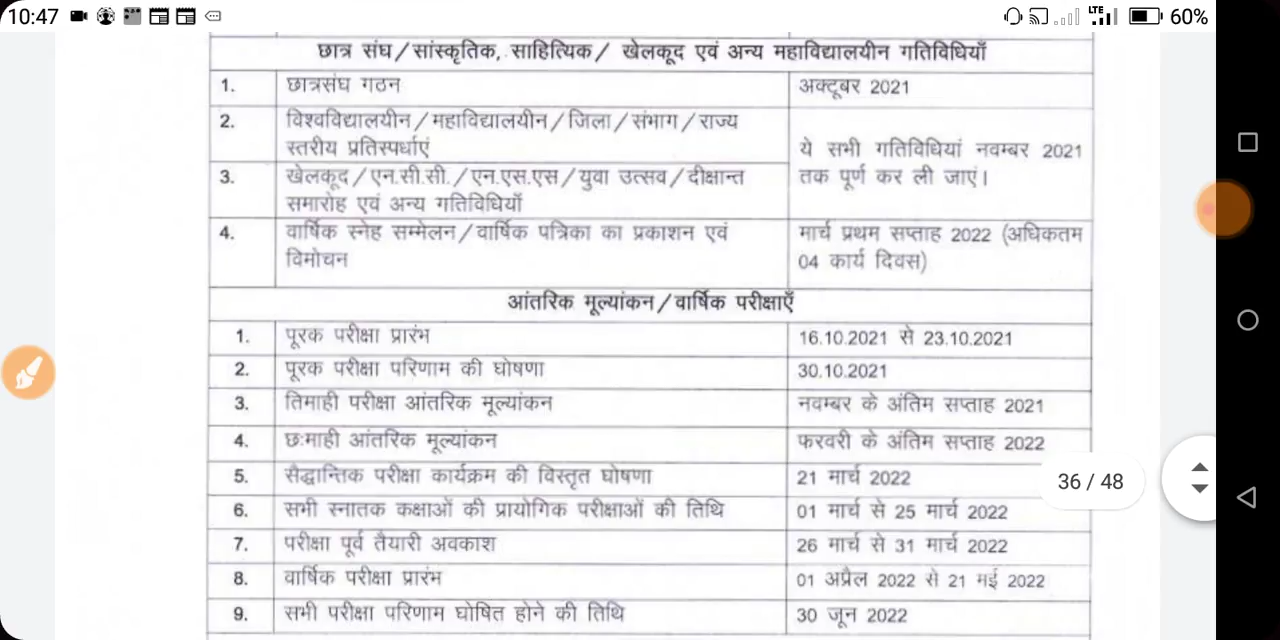 10:47
LTE
60%
छात्र संघ/सांस्कृतिक, साहित्यिक/ खेलकूद एवं अन्य महाविद्यालयीन गतिविधियाँ
1. छात्रसंघ गठन अक्टूबर 2021
2. विश्वविद्यालयीन/महाविद्यालयीन/जिला/संभाग/राज्य
स्तरीय प्रतिस्पर्धाएं
ये सभी गतिविधियां नवम्बर 2021
तक पूर्ण कर ली जाएं।
3. खेलकूद/एन.सी.सी./एन.एस.एस/युवा उत्सव/दीक्षान्त
समारोह एवं अन्य गतिविधियाँ
4. वार्षिक स्नेह सम्मेलन/वार्षिक पत्रिका का प्रकाशन एवं मार्च प्रथम सप्ताह 2022 (अधिकतम
विमोचन 04 कार्य दिवस)
आंतरिक मूल्यांकन/वार्षिक परीक्षाएँ
1. पूरक परीक्षा प्रारंभ 16.10.2021 से 23.10.2021
2. पूरक परीक्षा परिणाम की घोषणा 30.10.2021
3. तिमाही परीक्षा आंतरिक मूल्यांकन नवम्बर के अंतिम सप्ताह 2021
4. छःमाही आंतरिक मूल्यांकन फरवरी के अंतिम सप्ताह 2022
5. सैद्धान्तिक परीक्षा कार्यक्रम की विस्तृत घोषणा 21 मार्च 2022
36 / 48
6. सभी स्नातक कक्षाओं की प्रायोगिक परीक्षाओं की तिथि 01 मार्च से 25 मार्च 2022
7. परीक्षा पूर्व तैयारी अवकाश 26 मार्च से 31 मार्च 2022
8. वार्षिक परीक्षा प्रारंभ 01 अप्रैल 2022 से 21 मई 2022
9. सभी परीक्षा परिणाम घोषित होने की तिथि 30 जून 2022